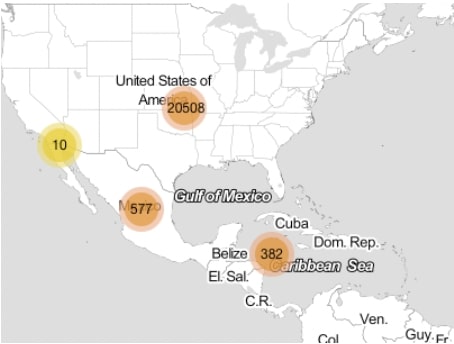 United States of
America
20508
10
577
Gulf of Mexico
Cuba
Dom. Rep.
Belize
382
Caribbean Sea
El. Sal.
C.R.
Ven.
Col.
Guy.
Fr.